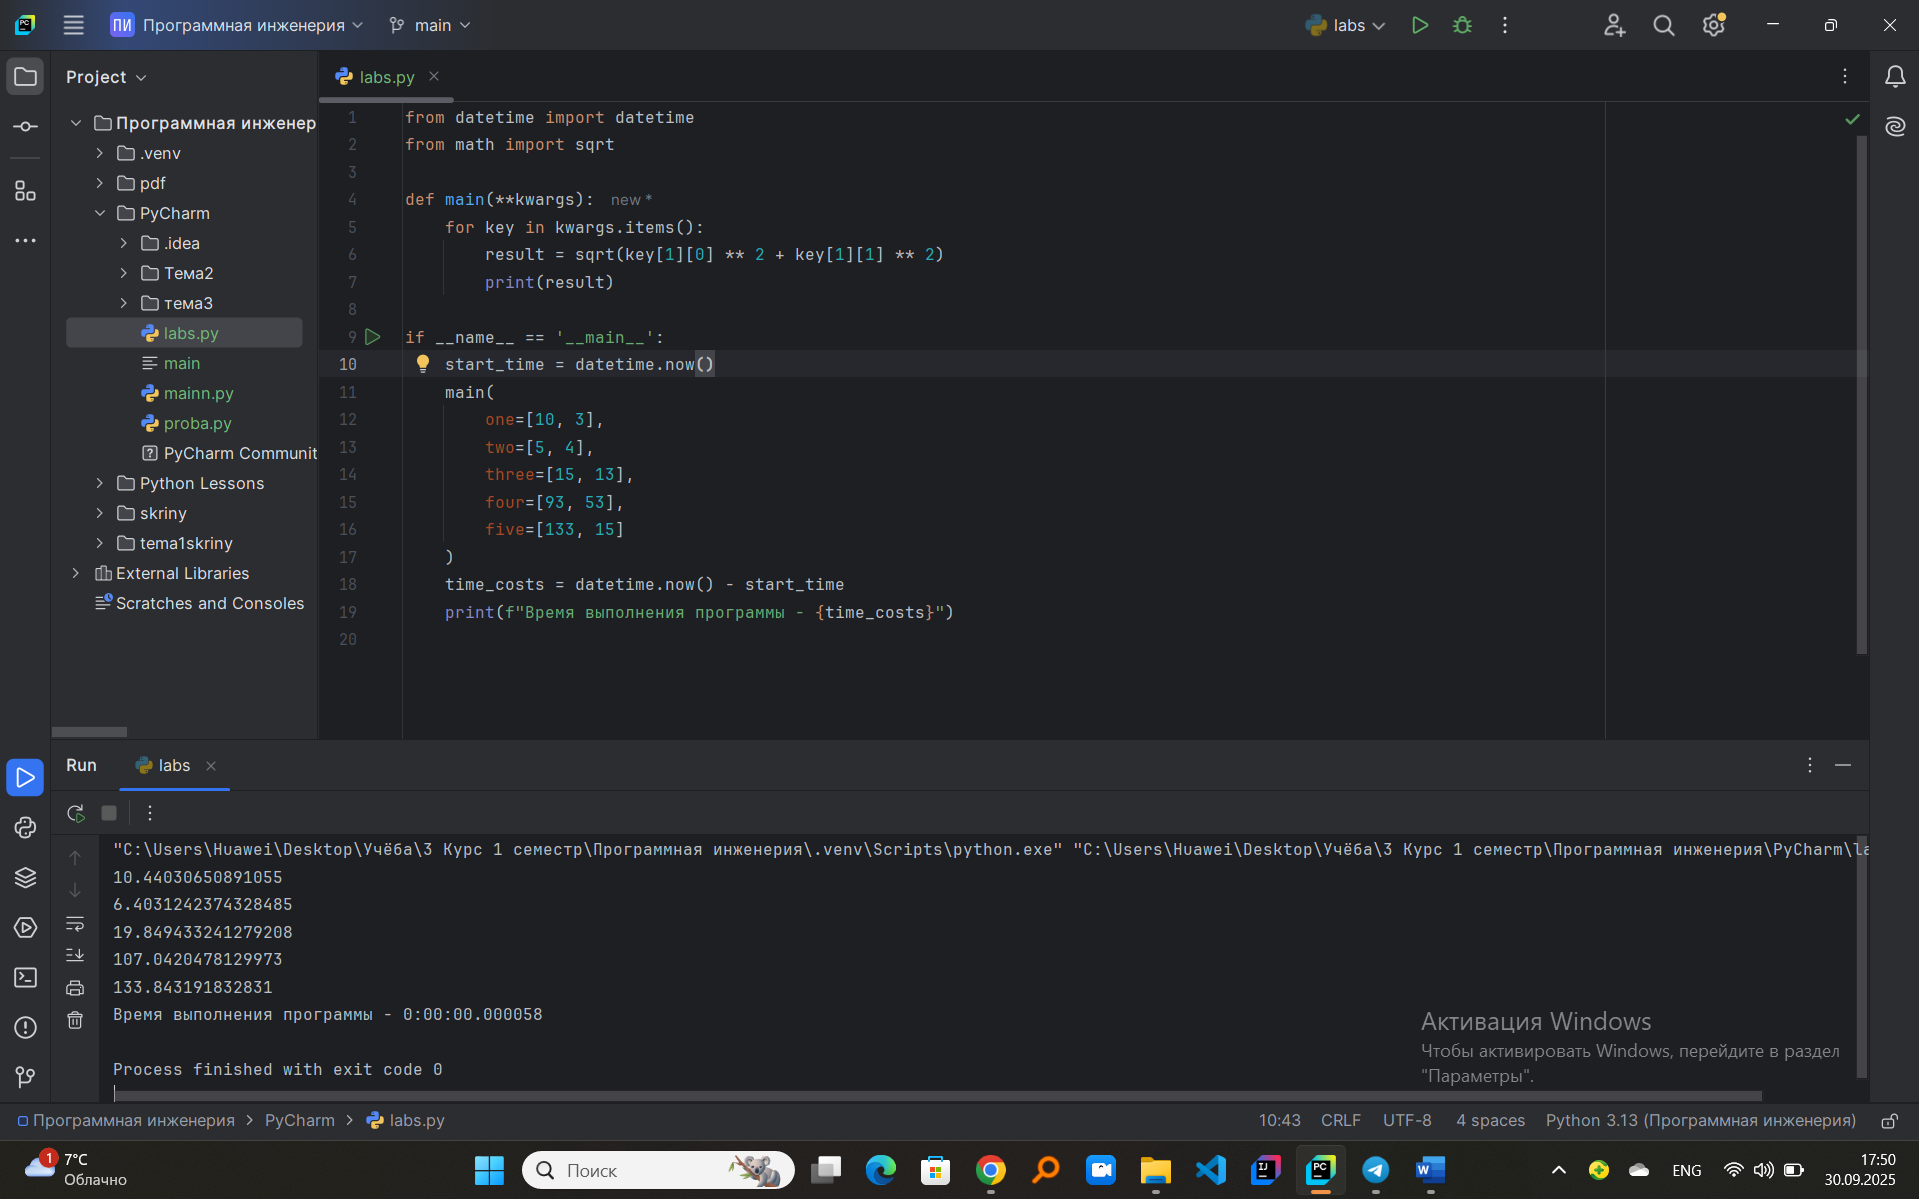 ПИ Программная инженерия main labs
Project
labs.py
Программная инженер
.venv
pdf
PyCharm
.idea
Тема2
тема3
labs.py
main
mainn.py
proba.py
PyCharm Communit
Python Lessons
skriny
tema1skriny
External Libraries
Scratches and Consoles
1 from datetime import datetime
2 from math import sqrt
3
4 def main(**kwargs): new *
5 for key in kwargs.items():
6 result = sqrt(key[1][0] ** 2 + key[1][1] ** 2)
7 print(result)
8
9 if __name__ == '__main__':
10 start_time = datetime.now()
11 main(
12 one=[10, 3],
13 two=[5, 4],
14 three=[15, 13],
15 four=[93, 53],
16 five=[133, 15]
17 )
18 time_costs = datetime.now() - start_time
19 print(f"Время выполнения программы - {time_costs}")
20
Run labs
"C:\Users\Huawei\Desktop\Учёба\3 Курс 1 семестр\Программная инженерия\.venv\Scripts\python.exe" "C:\Users\Huawei\Desktop\Учёба\3 Курс 1 семестр\Программная инженерия\PyCharm\la
10.44030650891055
6.4031242374328485
19.849433241279208
107.0420478129973
133.843191832831
Время выполнения программы - 0:00:00.000058
Process finished with exit code 0
Активация Windows
Чтобы активировать Windows, перейдите в раздел
"Параметры".
Программная инженерия PyCharm labs.py 10:43 CRLF UTF-8 4 spaces Python 3.13 (Программная инженерия)
1 7°C
Облачно
Поиск
ENG
17:50
30.09.2025